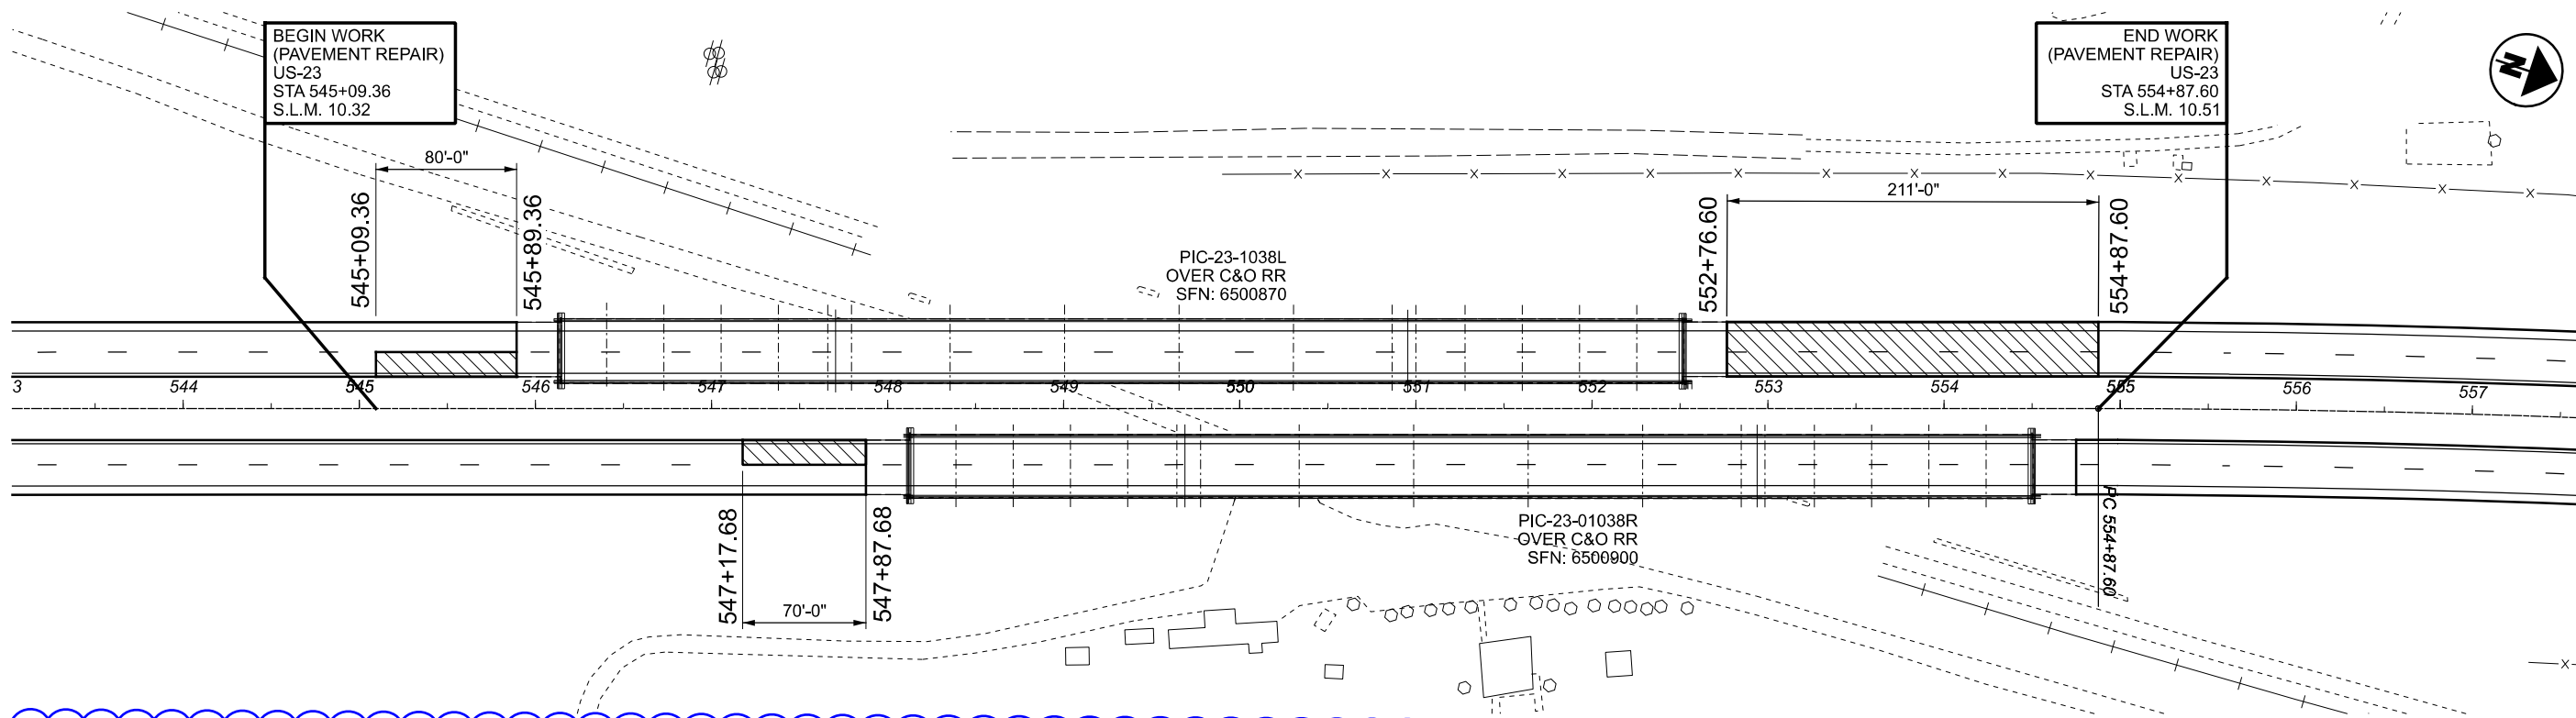 BEGIN WORK
(PAVEMENT REPAIR)
US-23
STA 545+09.36
S.L.M. 10.32
END WORK
(PAVEMENT REPAIR)
US-23
STA 554+87.60
S.L.M. 10.51
N
80'-0"
545+09.36
545+89.36
211'-0"
552+76.60
554+87.60
PIC-23-1038L
OVER C&O RR
SFN: 6500870
3 544 545 546 547 548 549 550 551 552 553 554 555 556 557
547+17.68
547+87.68
70'-0"
PIC-23-01038R
OVER C&O RR
SFN: 6500900
PC 554+87.60
X X X X X X X X X X X X X X X
X